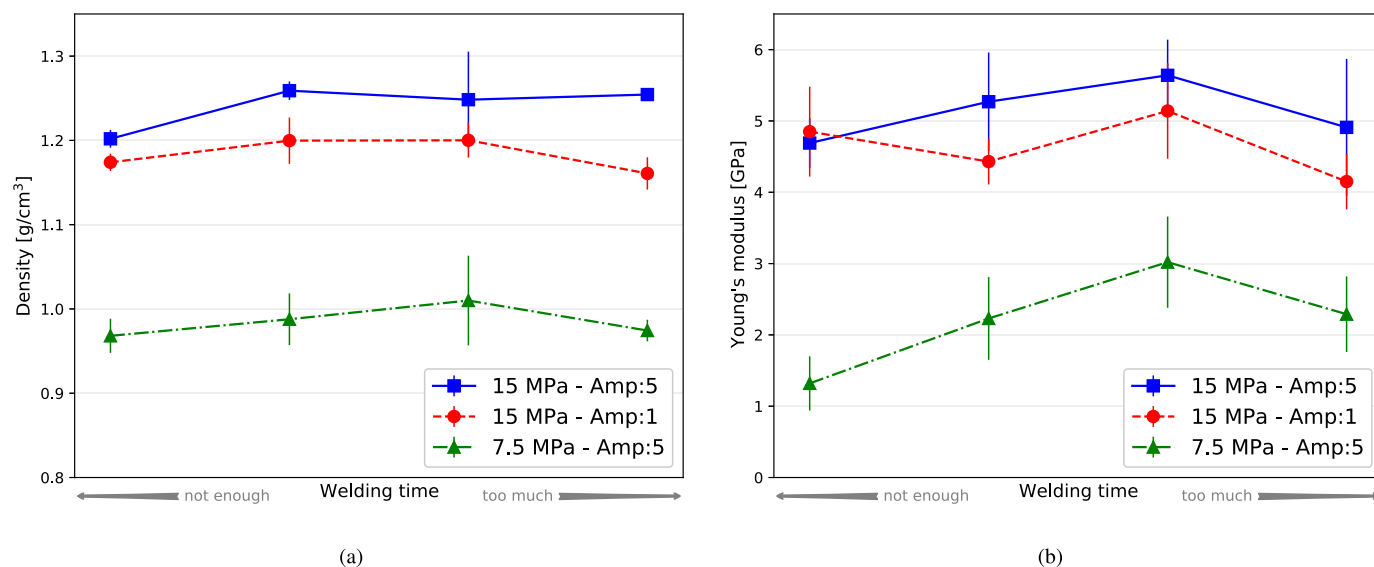 1.3
1.2
1.1
1.0
0.9
0.8
Density [g/cm³]
15 MPa - Amp:5
15 MPa - Amp:1
7.5 MPa - Amp:5
not enough
Welding time
too much
(a)
6
5
4
3
2
1
0
Young's modulus [GPa]
15 MPa - Amp:5
15 MPa - Amp:1
7.5 MPa - Amp:5
not enough
Welding time
too much
(b)